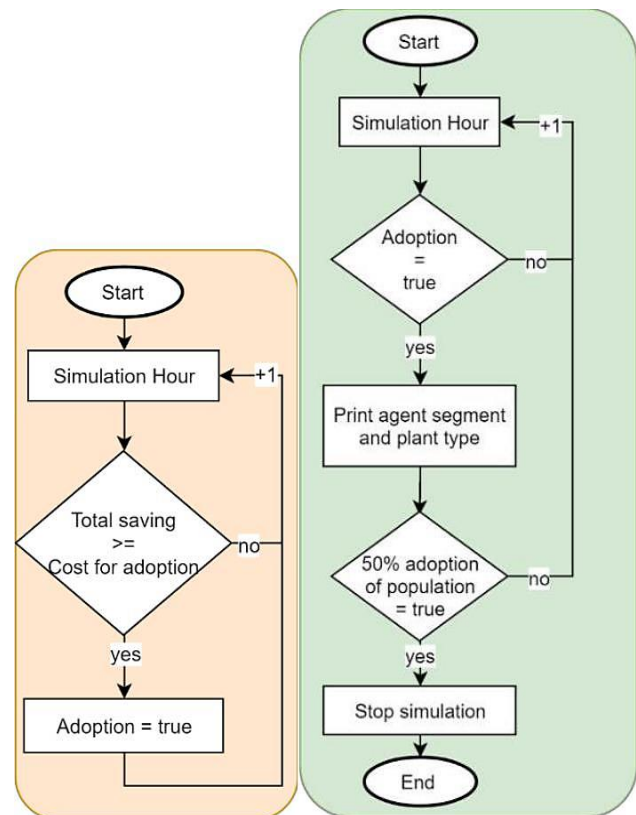 Start
Simulation Hour
+1
Total saving
>=
Cost for adoption
no
yes
Adoption = true
Start
Simulation Hour
+1
Adoption
=
true
no
yes
Print agent segment
and plant type
50% adoption
of population
= true
no
yes
Stop simulation
End